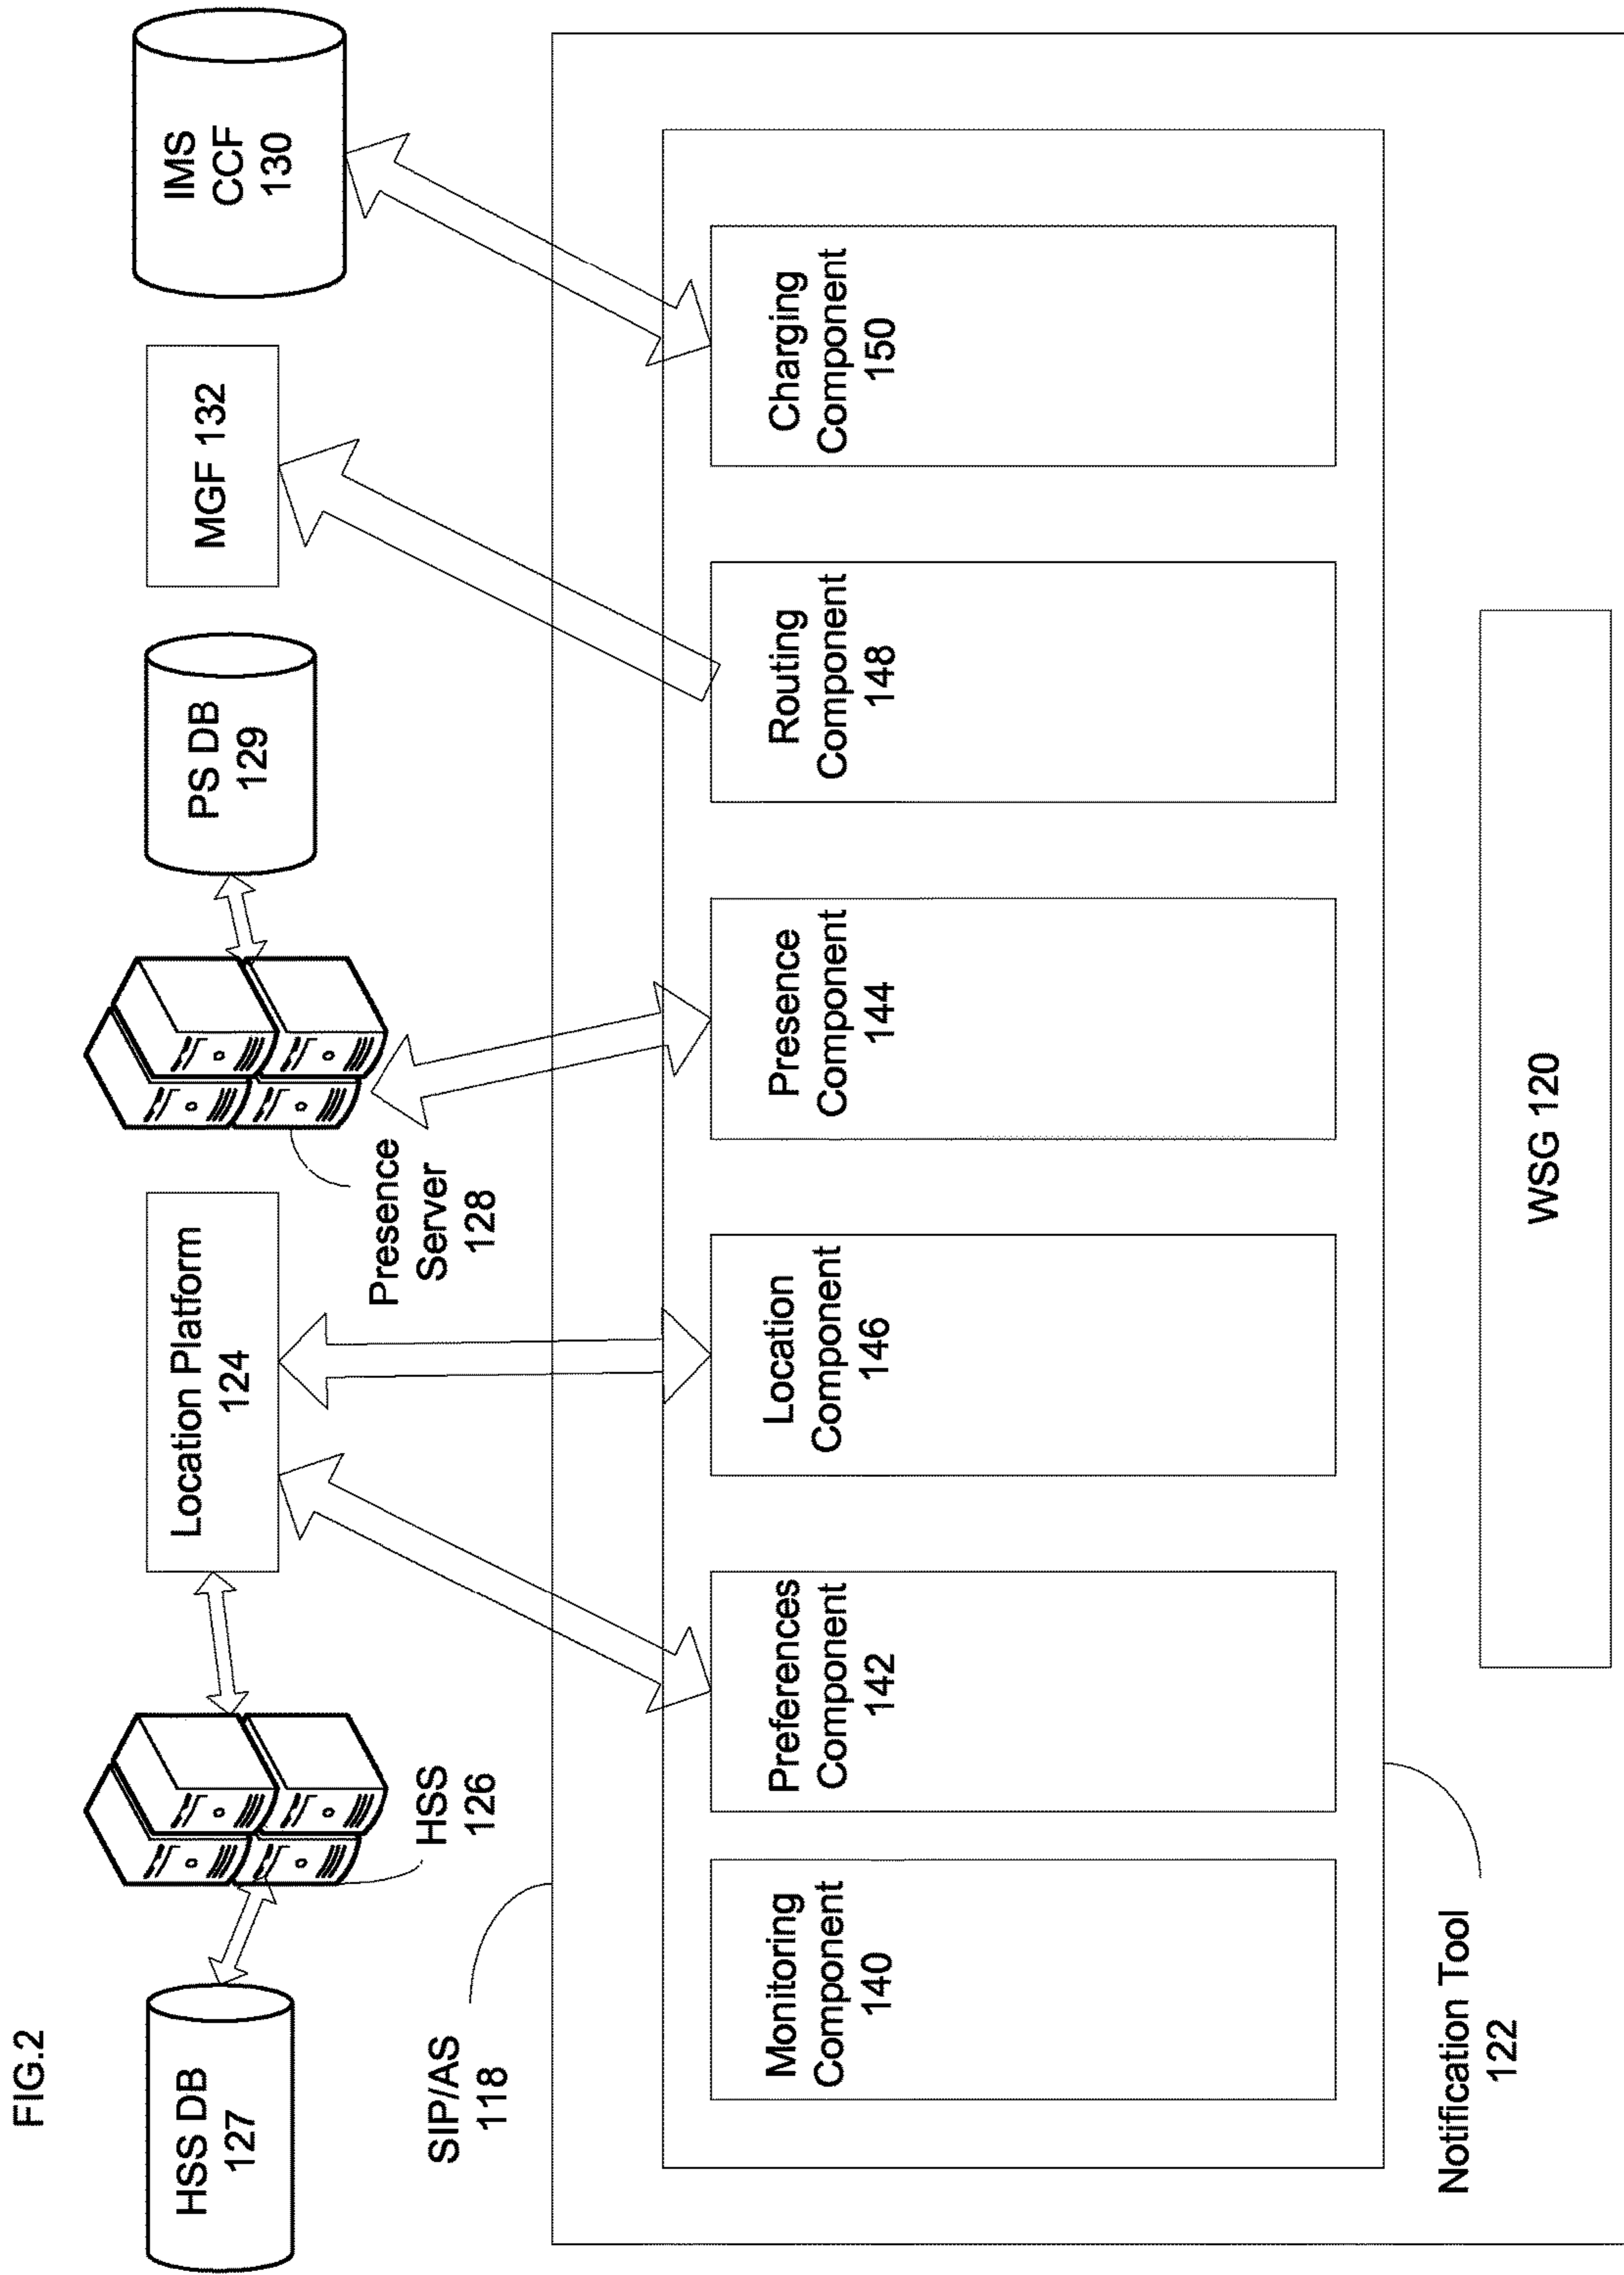 FIG.2
HSS DB
127
HSS
126
Location Platform
124
Presence
Server
128
PS DB
129
MGF 132
IMS
CCF
130
SIP/AS
118
Monitoring
Component
140
Preferences
Component
142
Location
Component
146
Presence
Component
144
Routing
Component
148
Charging
Component
150
Notification Tool
122
WSG 120